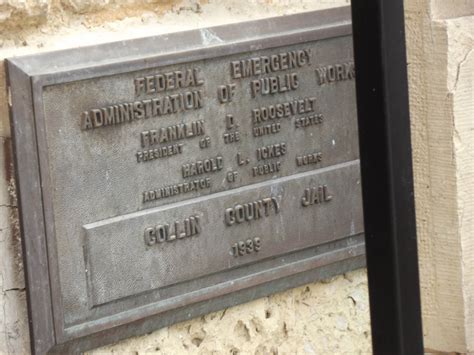 FEDERAL EMERGENCY
ADMINISTRATION OF PUBLIC WORKS
FRANKLIN D. ROOSEVELT
PRESIDENT OF THE UNITED STATES
HAROLD L. ICKES
ADMINISTRATOR OF PUBLIC WORKS
COLLIN COUNTY JAIL
1939